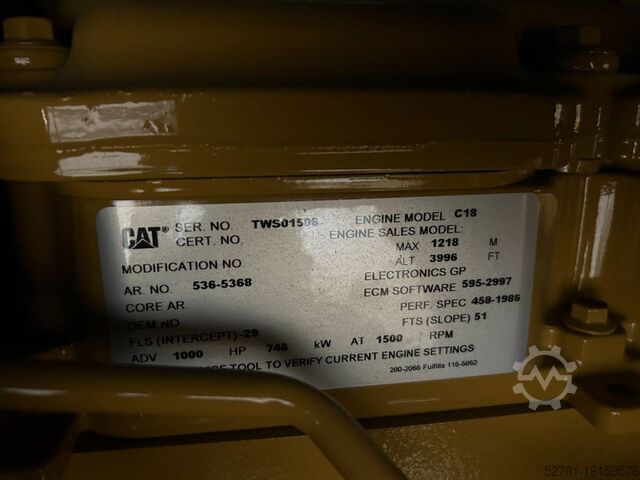 CAT® SER. NO. TWS01506 ENGINE MODEL C18
CERT. NO. ENGINE SALES MODEL:
MAX 1218 M
MODIFICATION NO ALT 3996 FT
AR. NO. 536-5368 ELECTRONICS GP
ECM SOFTWARE 595-2997
CORE AR. PERF. SPEC 458-1986
OEM NO FTS (SLOPE) 51
FLS (INTERCEPT) -29
ADV 1000 HP 746 kW AT 1500 RPM
TOOL TO VERIFY CURRENT ENGINE SETTINGS
280-2065 Fulfills 115-5862
52781-18159578